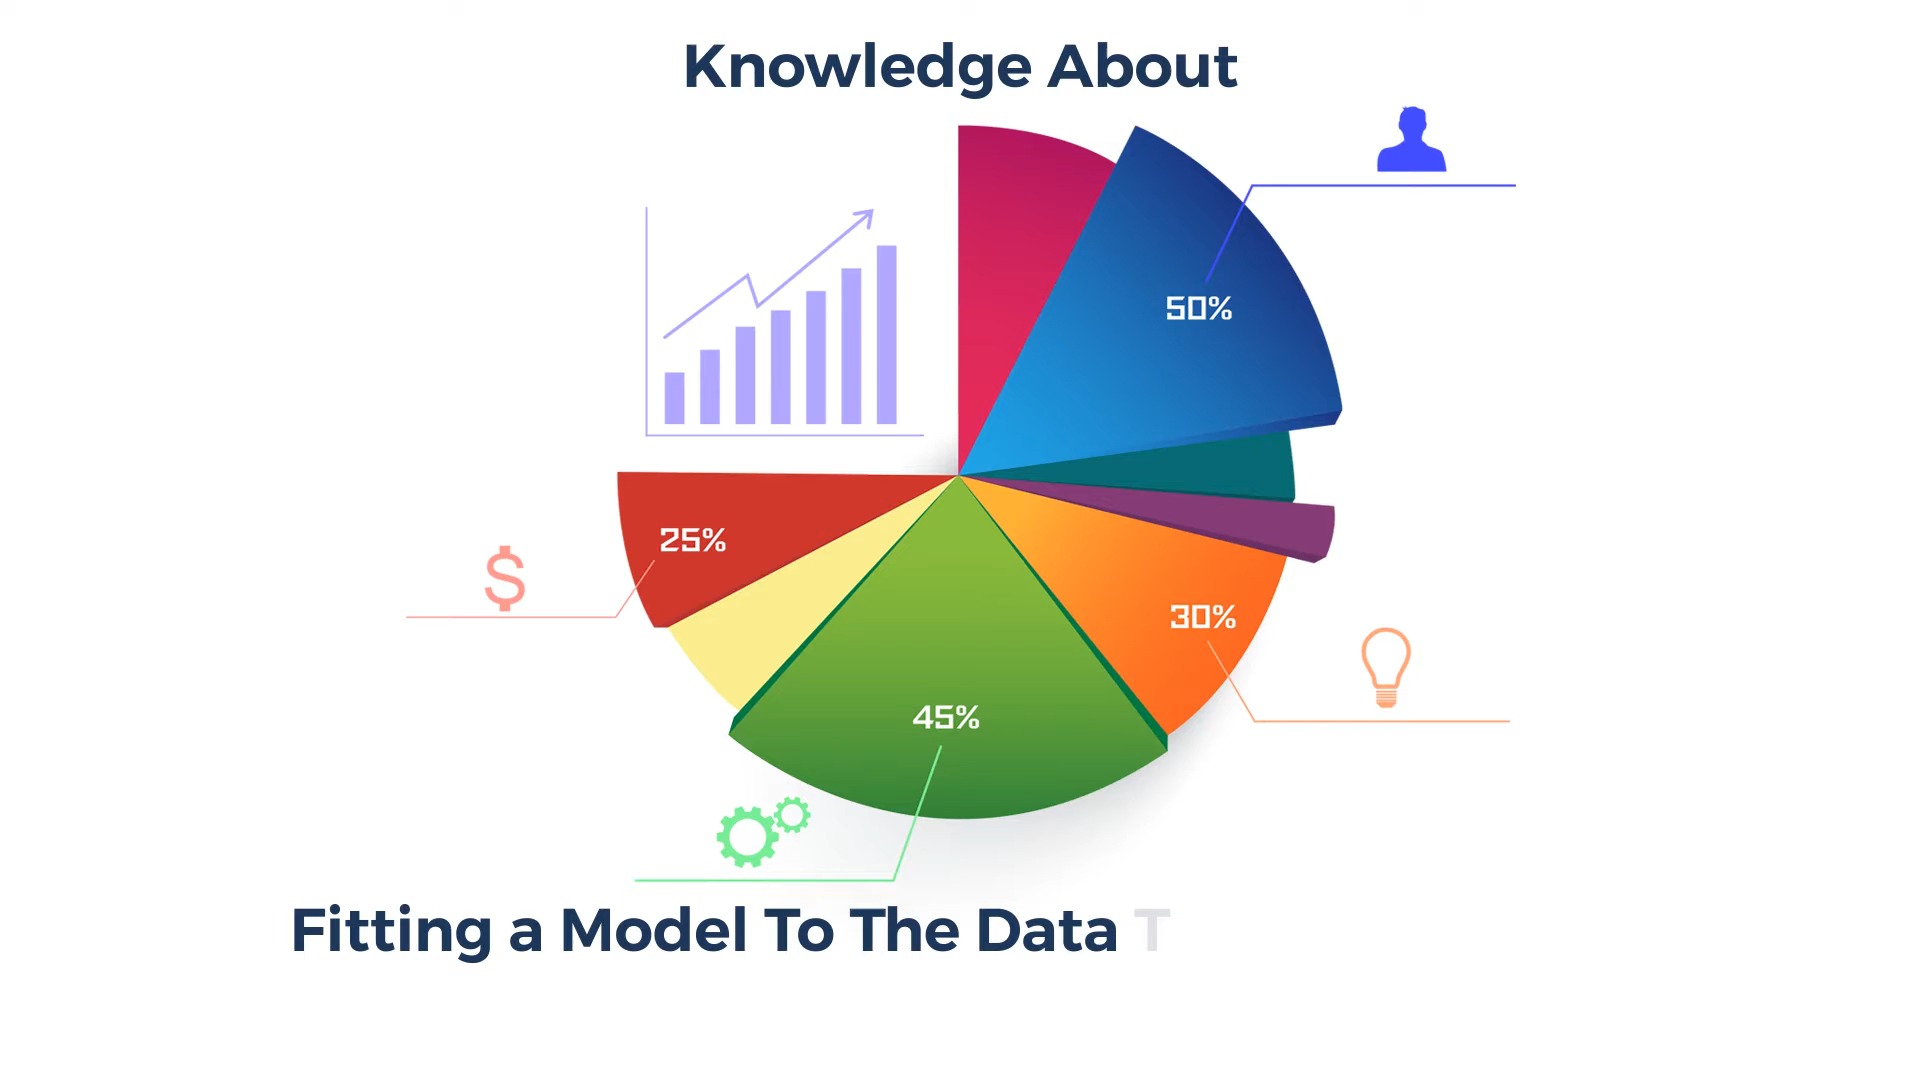 Knowledge About
50%
25%
30%
45%
$
Fitting a Model To The Data T